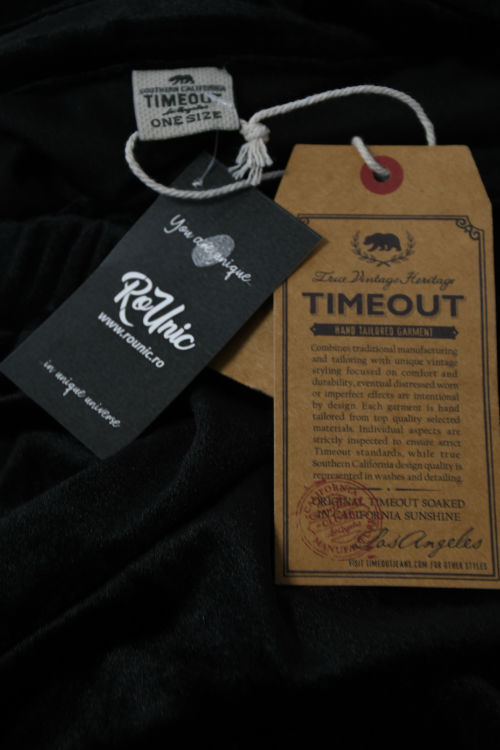 SOUTHERN CALIFORNIA
TIMEOUT
Los Angeles
ONE SIZE
You are unique.
RoUnic
www.rounic.ro
...in unique universe
True Vintage Heritage
TIMEOUT
HAND TAILORED GARMENT
Combines traditional manufacturing
and tailoring with unique vintage
styling focused on comfort and
durability, eventual distressed worn
or imperfect effects are intentional
by design. Each garment is hand
tailored from top quality selected
materials. Individual aspects are
strictly inspected to ensure strict
Timeout standards, while true
Southern California design quality is
represented in washes and detailing.
ORIGINAL TIMEOUT SOAKED
IN CALIFORNIA SUNSHINE
Los Angeles
VISIT TIMEOUTJEANS.COM FOR OTHER STYLES